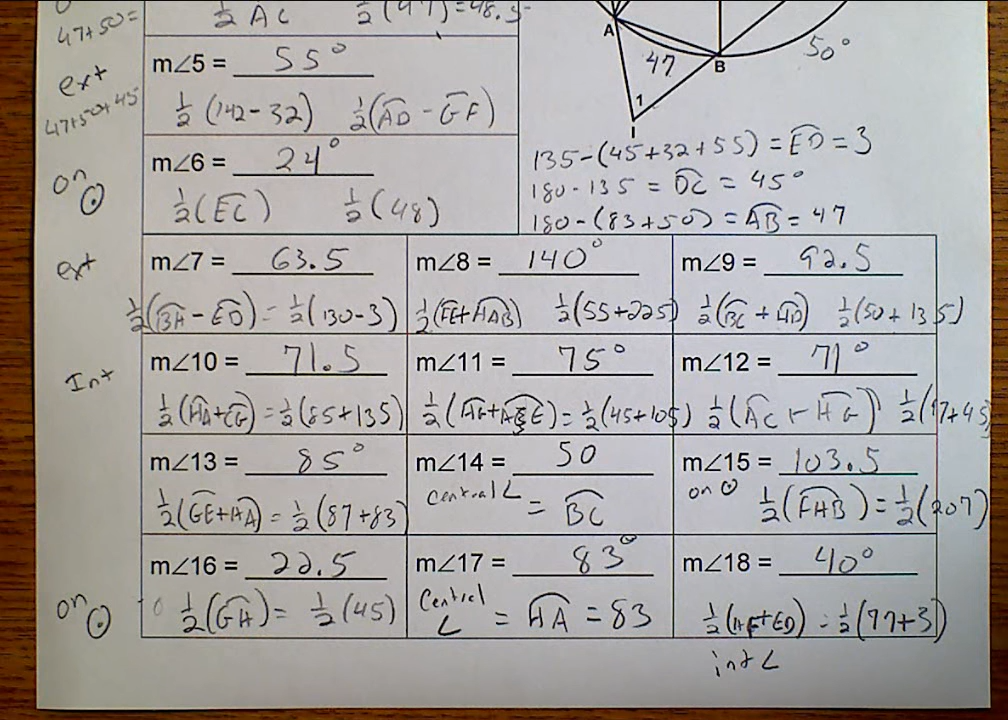 47+50=
½ AC ½(97)=48.5
A
47
B
50°
1
ext
m∠5 = 55°
47+50+45
½ (142-32) ½(AD - GF)
on ⊙
m∠6 = 24°
½(EC) ½(48)
135-(45+32+55) = ED = 3
180-135 = DC = 45°
180-(83+50) = AB = 47
ext
m∠7 = 63.5 m∠8 = 140° m∠9 = 92.5
½(BH - ED) = ½(130-3) ½(FE+HAB) ½(55+225) ½(BC + HD) ½(50+135)
Int
m∠10 = 71.5 m∠11 = 75° m∠12 = 71°
½(HA+CG) = ½(85+135) = ½(45+105) ½(AC + HG) ½(97+45)
m∠13 = 85° m∠14 = 50 m∠15 = 103.5
½(GE+HA) = ½(87+83) central ∠ = BC on ⊙ ½(FHB) = ½(207)
m∠16 = 22.5 m∠17 = 83° m∠18 = 40°
on ⊙
½(GH) = ½(45) Central ∠ = HA = 83 ½(HF+ED) = ½(77+3)
int ∠